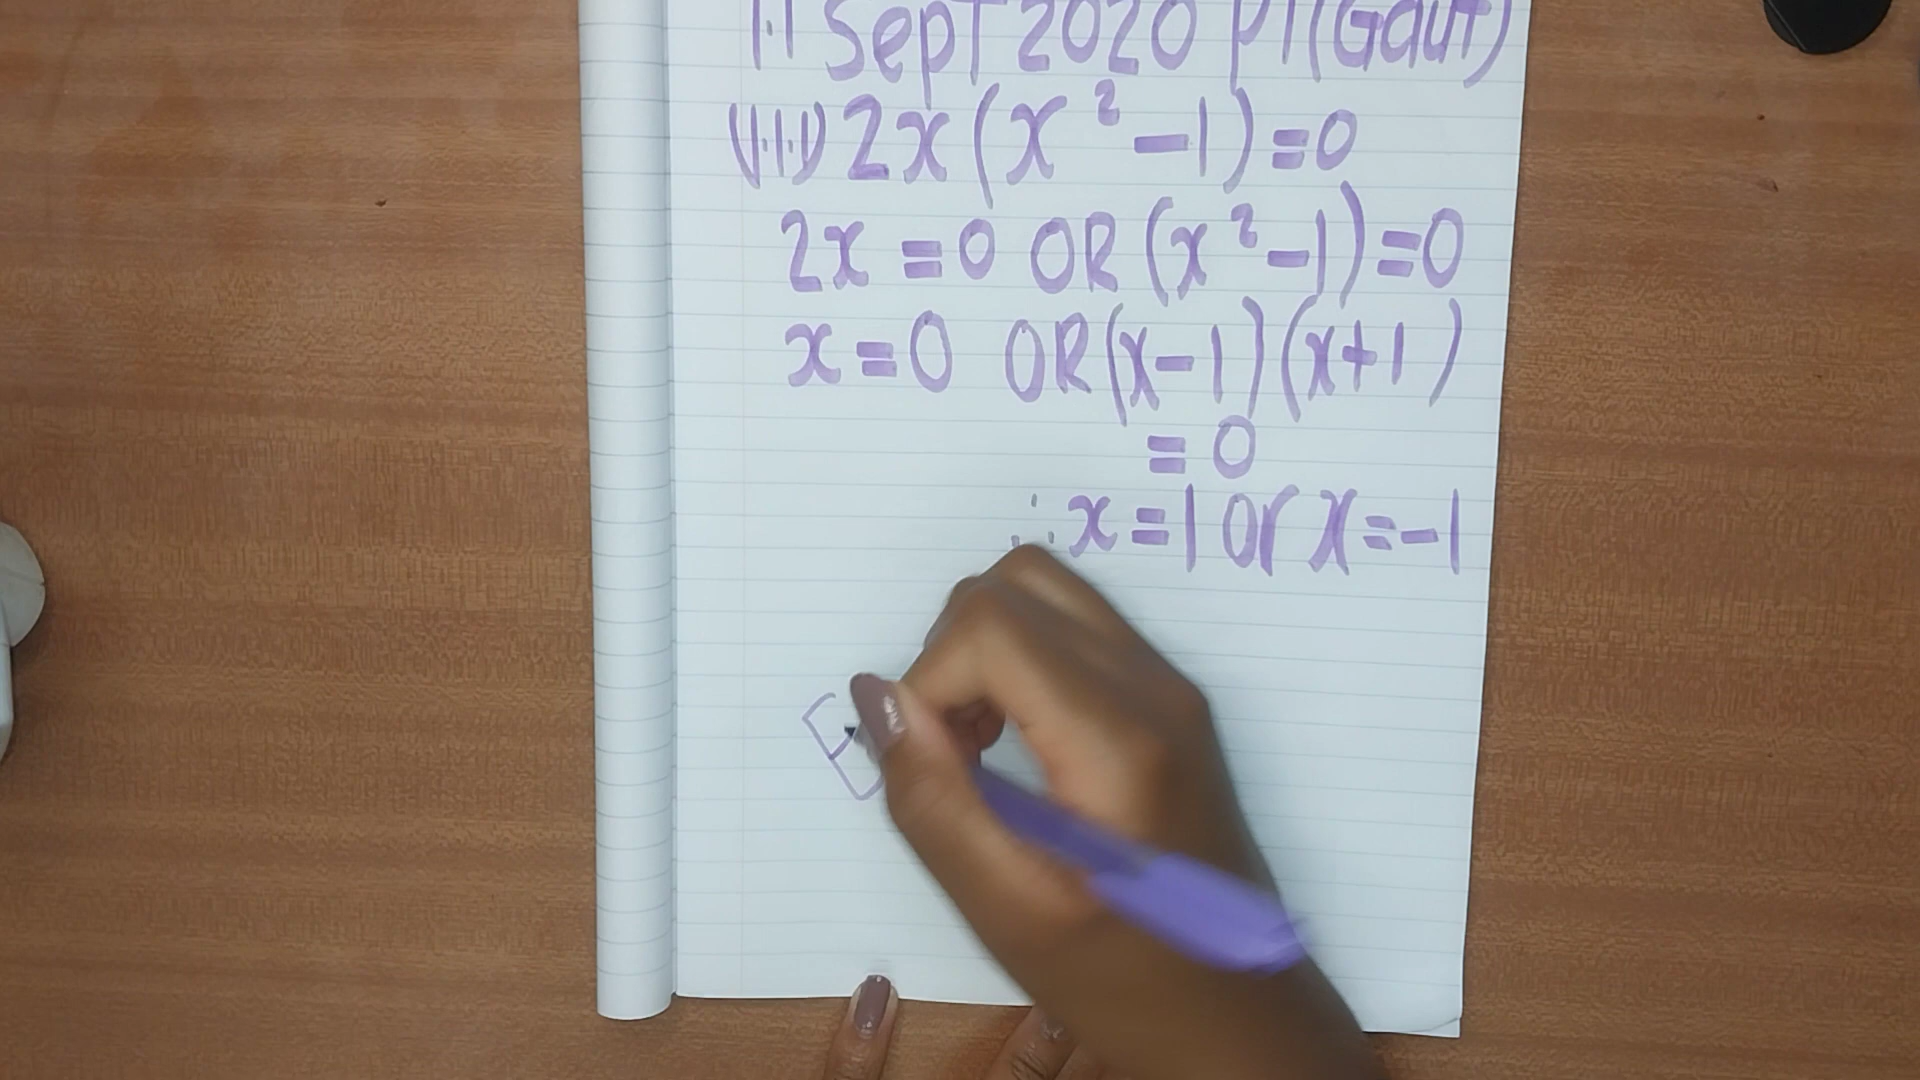 1.1 Sept 2020 P1 (Gaut)
1.1.1) 2x(x² - 1) = 0
2x = 0 OR (x² - 1) = 0
x = 0 OR (x - 1)(x + 1)
= 0
∴ x = 1 or x = -1
E